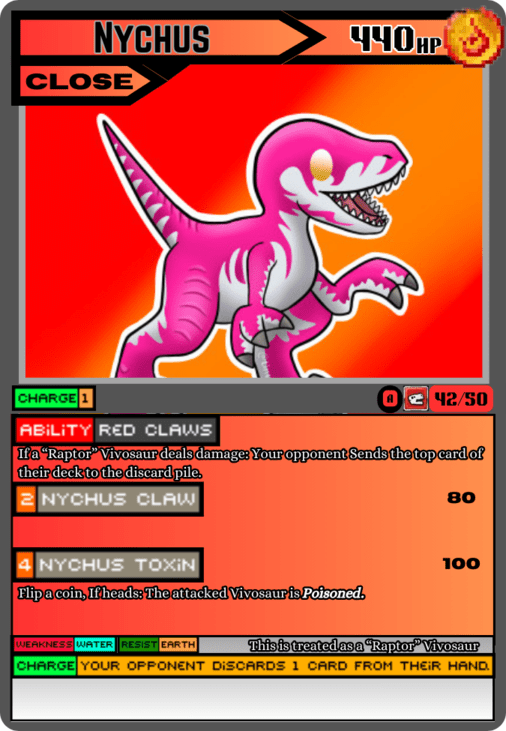 NYCHUS 440HP
CLOSE
CHARGE 1 A 42/50
ABILITY RED CLAWS
If a “Raptor” Vivosaur deals damage: Your opponent Sends the top card of
their deck to the discard pile.
2 NYCHUS CLAW 80
4 NYCHUS TOXIN 100
Flip a coin, If heads: The attacked Vivosaur is Poisoned.
WEAKNESS WATER RESIST EARTH This is treated as a “Raptor” Vivosaur
CHARGE YOUR OPPONENT DISCARDS 1 CARD FROM THEIR HAND.